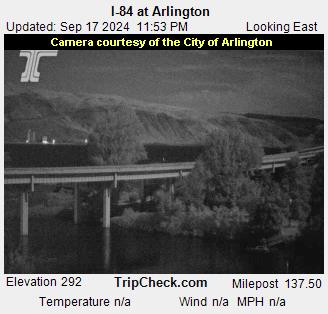 I-84 at Arlington
Updated: Sep 17 2024 11:53 PM Looking East
Camera courtesy of the City of Arlington
Elevation 292 TripCheck.com Milepost 137.50
Temperature n/a Wind n/a MPH n/a